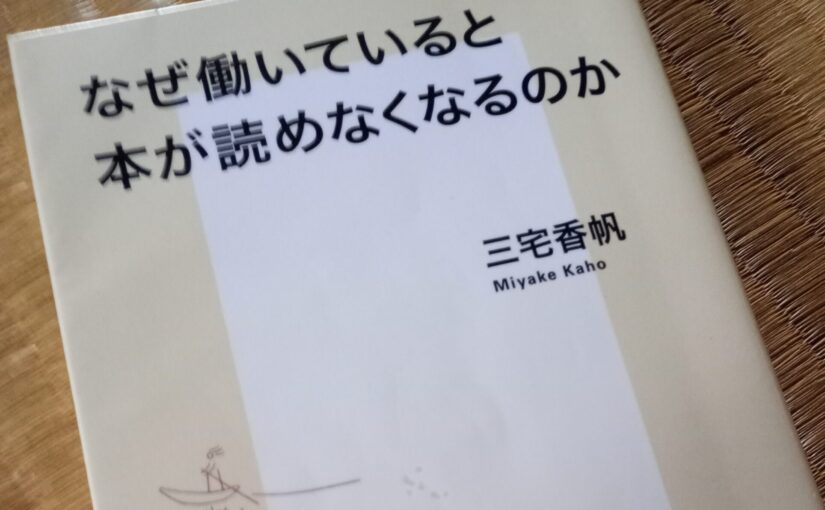 なぜ働いていると
本が読めなくなるのか
三宅香帆
Miyake Kaho